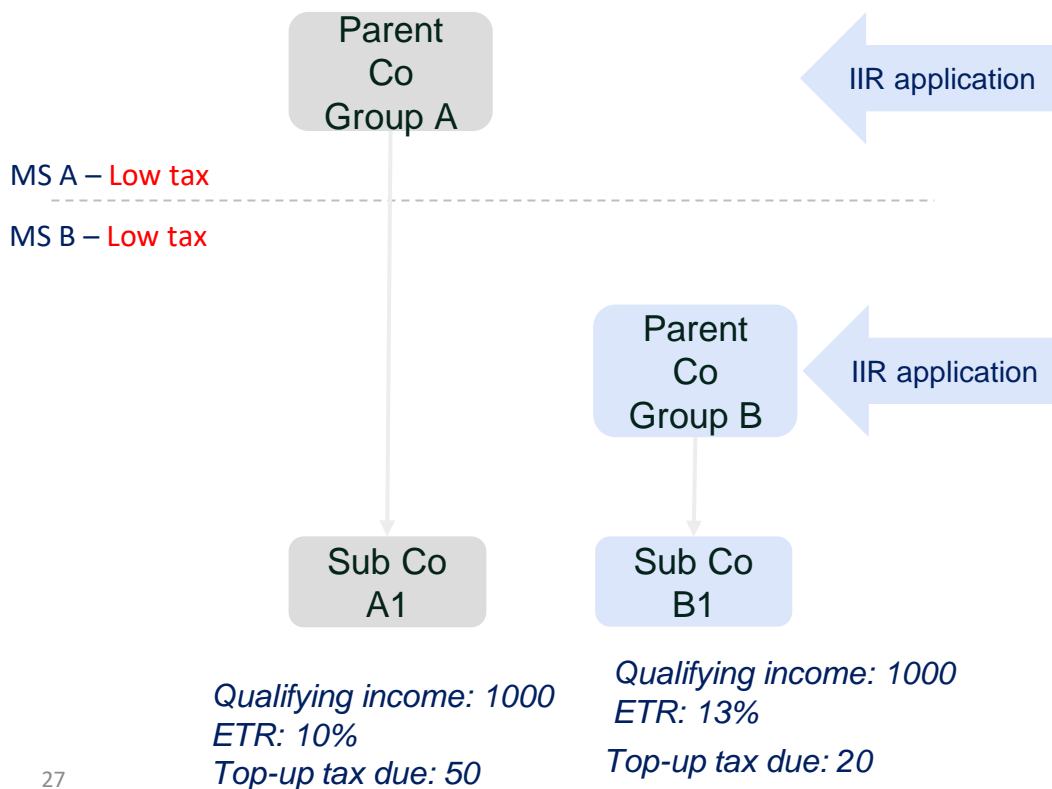 Parent
Co
Group A
IIR application
MS A – Low tax
MS B – Low tax
Parent
Co
Group B
IIR application
Sub Co
A1
Sub Co
B1
Qualifying income: 1000
ETR: 10%
Top-up tax due: 50
Qualifying income: 1000
ETR: 13%
Top-up tax due: 20
27